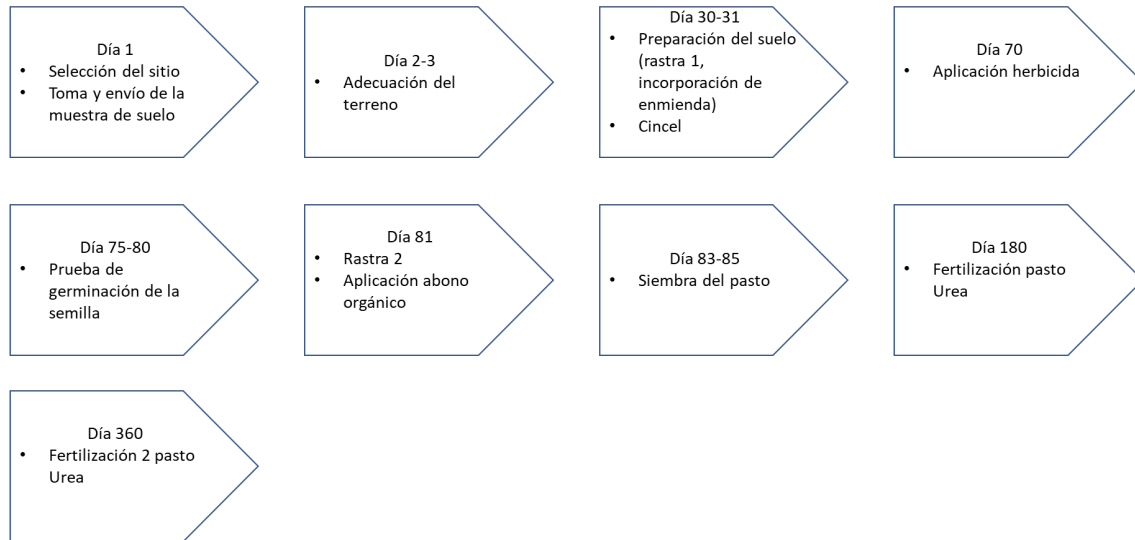 Día 1
• Selección del sitio
• Toma y envío de la
muestra de suelo
Día 2-3
• Adecuación del
terreno
Día 30-31
• Preparación del suelo
(rastra 1,
incorporación de
enmienda)
• Cincel
Día 70
• Aplicación herbicida
Día 75-80
• Prueba de
germinación de la
semilla
Día 81
• Rastra 2
• Aplicación abono
orgánico
Día 83-85
• Siembra del pasto
Día 180
• Fertilización pasto
Urea
Día 360
• Fertilización 2 pasto
Urea